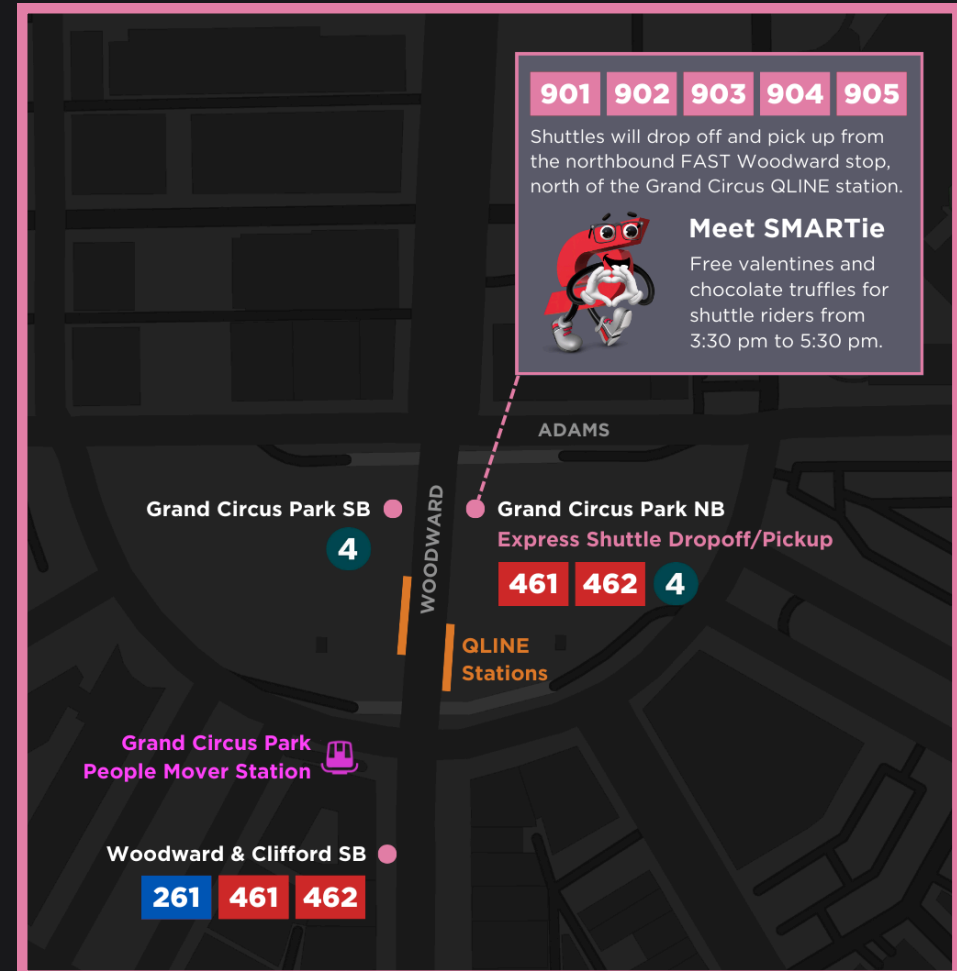 901 902 903 904 905
Shuttles will drop off and pick up from
the northbound FAST Woodward stop,
north of the Grand Circus QLINE station.
Meet SMARTie
Free valentines and
chocolate truffles for
shuttle riders from
3:30 pm to 5:30 pm.
ADAMS
WOODWARD
Grand Circus Park SB
4
Grand Circus Park NB
Express Shuttle Dropoff/Pickup
461 462 4
QLINE
Stations
Grand Circus Park
People Mover Station
Woodward & Clifford SB
261 461 462